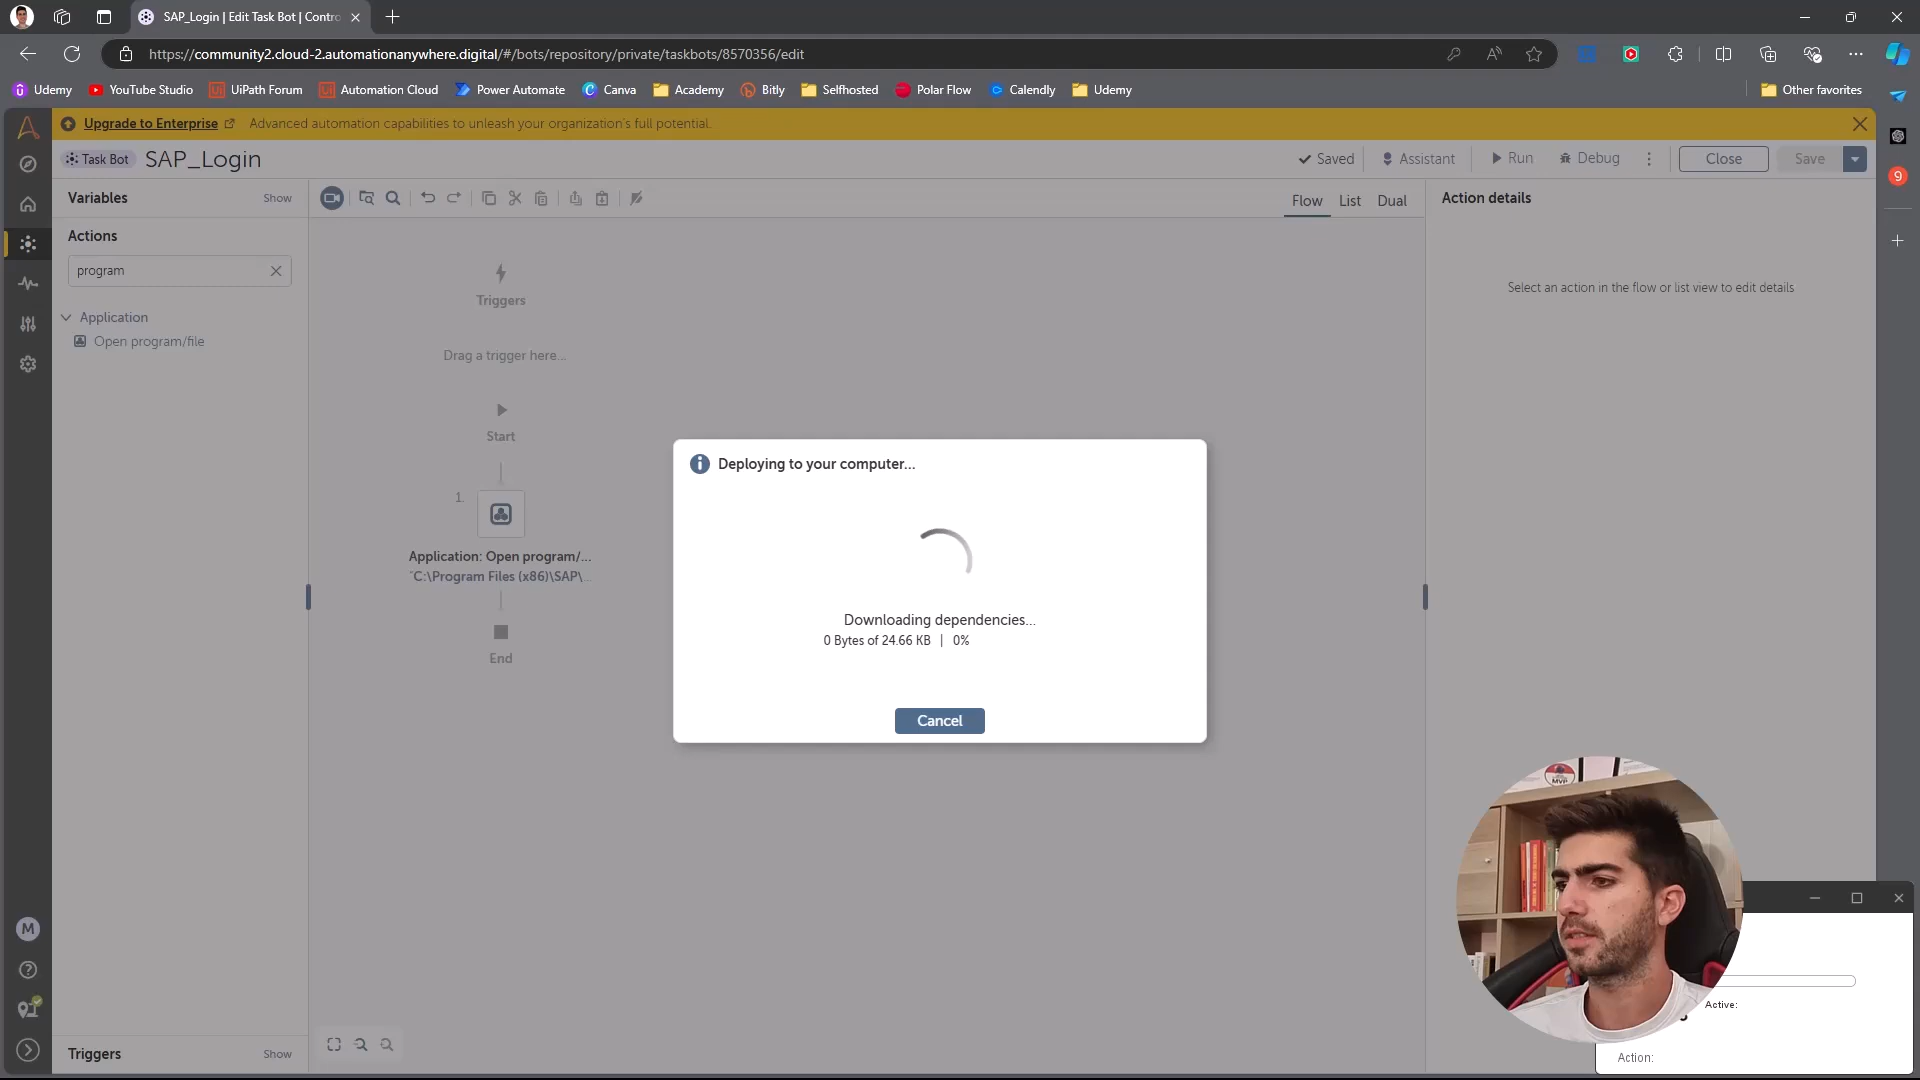 SAP_Login | Edit Task Bot | Contro
https://community2.cloud-2.automationanywhere.digital/#/bots/repository/private/taskbots/8570356/edit
Udemy
YouTube Studio
UiPath Forum
Automation Cloud
Power Automate
Canva
Academy
Bitly
Selfhosted
Polar Flow
Calendly
Udemy
Other favorites
Upgrade to Enterprise
Advanced automation capabilities to unleash your organization's full potential.
Task Bot
SAP_Login
Saved
Assistant
Run
Debug
Close
Save
9
Variables
Show
Flow
List
Dual
Action details
Actions
program
Select an action in the flow or list view to edit details
Application
Open program/file
Triggers
Drag a trigger here...
Start
1.
Application: Open program/...
"C:\Program Files (x86)\SAP\...
End
Deploying to your computer...
Downloading dependencies...
0 Bytes of 24.66 KB | 0%
Cancel
MVP
M
Active:
Action:
Triggers
Show